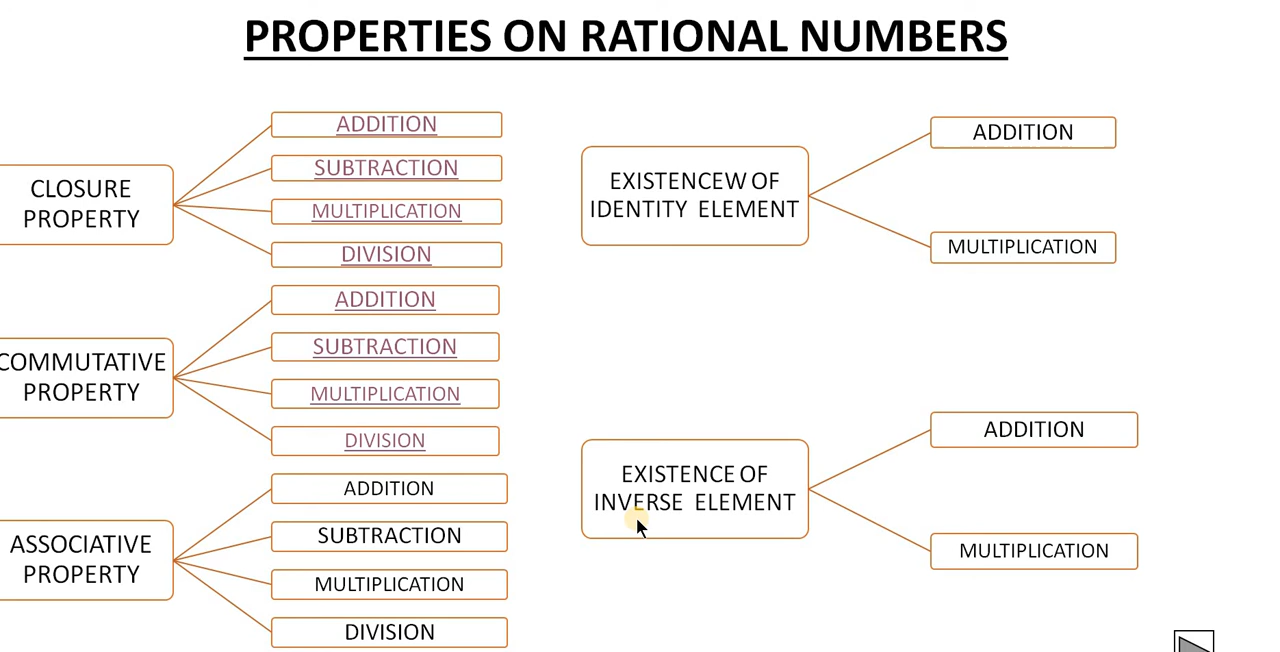 PROPERTIES ON RATIONAL NUMBERS
CLOSURE
PROPERTY
ADDITION
SUBTRACTION
MULTIPLICATION
DIVISION
COMMUTATIVE
PROPERTY
ADDITION
SUBTRACTION
MULTIPLICATION
DIVISION
ASSOCIATIVE
PROPERTY
ADDITION
SUBTRACTION
MULTIPLICATION
DIVISION
EXISTENCEW OF
IDENTITY ELEMENT
ADDITION
MULTIPLICATION
EXISTENCE OF
INVERSE ELEMENT
ADDITION
MULTIPLICATION